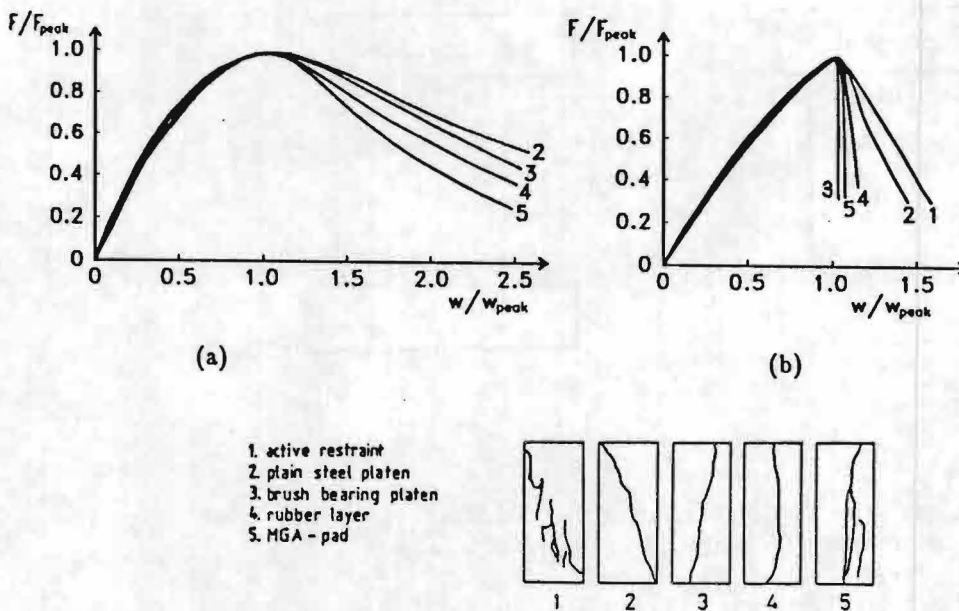 F/Fpeak
1.0
0.8
0.6
0.4
0.2
0
0 0.5 1.0 1.5 2.0 2.5
w/wpeak
2
3
4
5
(a)
F/Fpeak
1.0
0.8
0.6
0.4
0.2
0
0 0.5 1.0 1.5
w/wpeak
3 5 4 2 1
(b)
1. active restraint
2. plain steel platen
3. brush bearing platen
4. rubber layer
5. MGA-pad
1 2 3 4 5